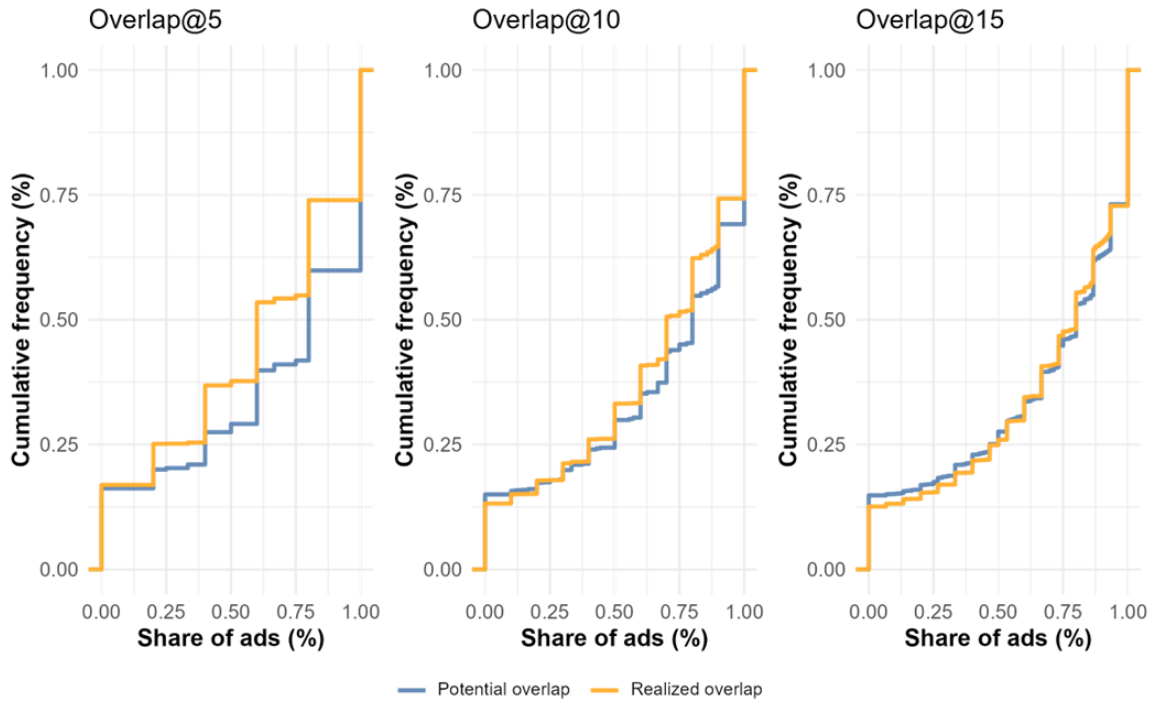 Overlap@5
Overlap@10
Overlap@15
Cumulative frequency (%)
1.00
0.75
0.50
0.25
0.00
0.00 0.25 0.50 0.75 1.00
Share of ads (%)
Cumulative frequency (%)
1.00
0.75
0.50
0.25
0.00
0.00 0.25 0.50 0.75 1.00
Share of ads (%)
Cumulative frequency (%)
1.00
0.75
0.50
0.25
0.00
0.00 0.25 0.50 0.75 1.00
Share of ads (%)
Potential overlap Realized overlap